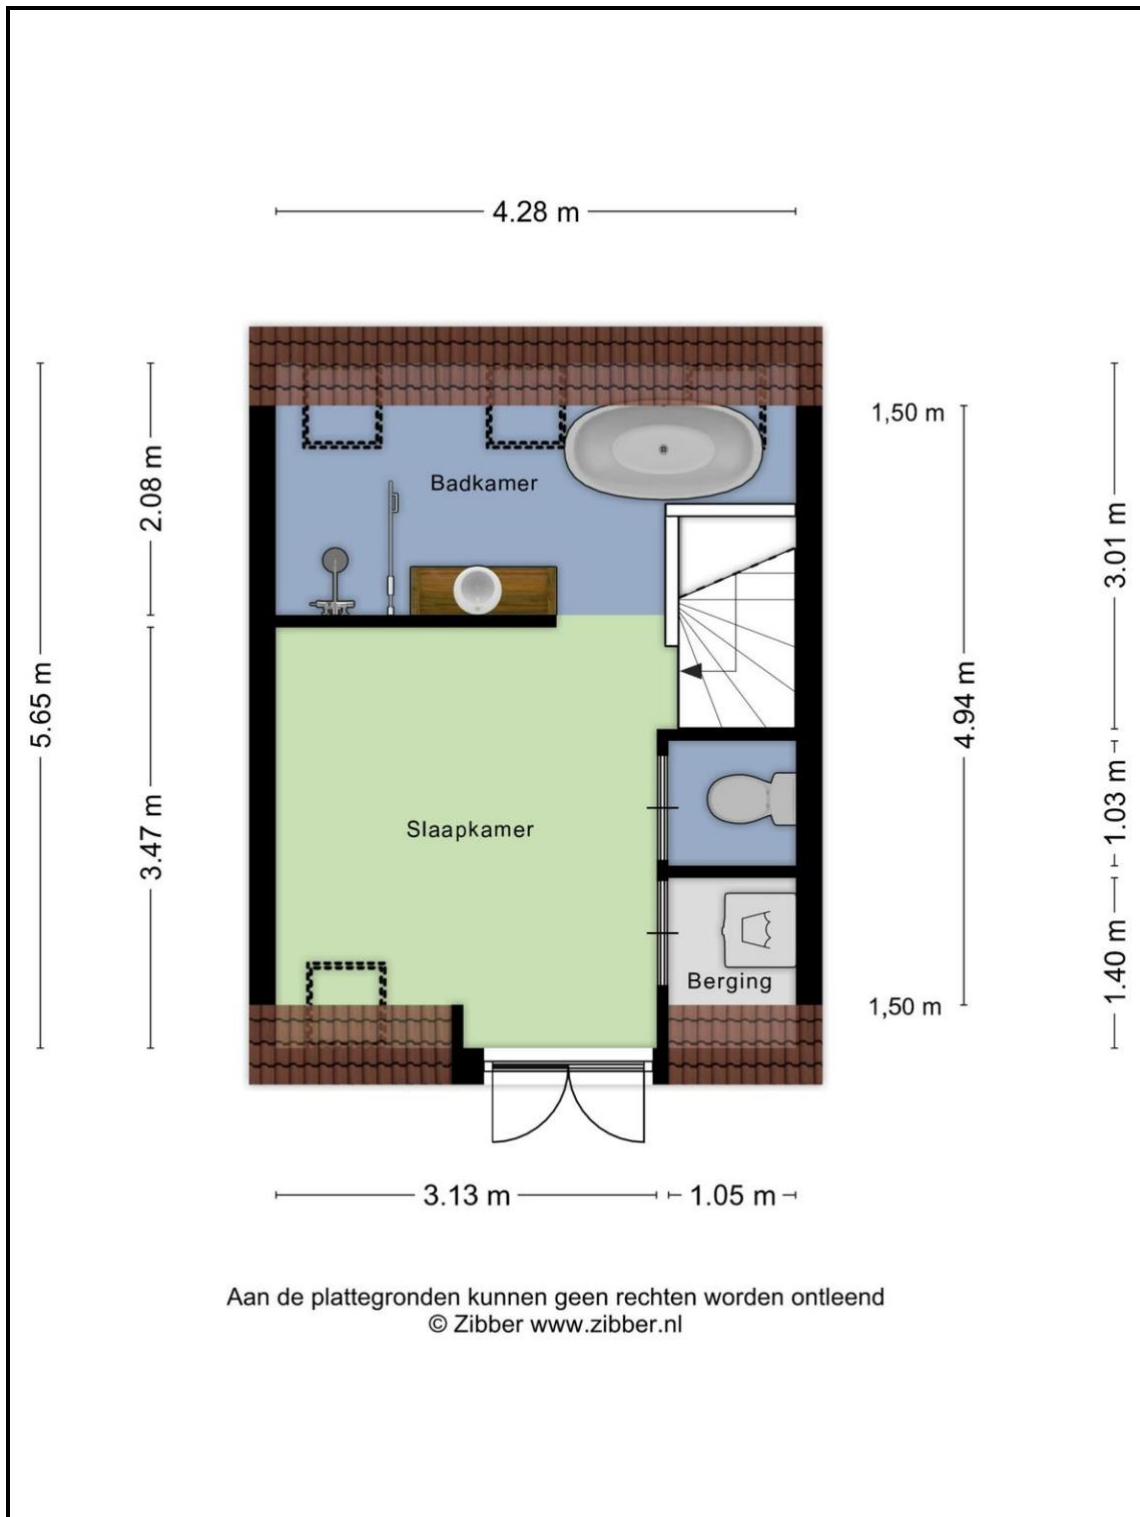 4.28 m
1,50 m
2.08 m
Badkamer
3.01 m
5.65 m
4.94 m
1.03 m
3.47 m
Slaapkamer
1.40 m
Berging
1,50 m
3.13 m
1.05 m
Aan de plattegronden kunnen geen rechten worden ontleend
© Zibber www.zibber.nl